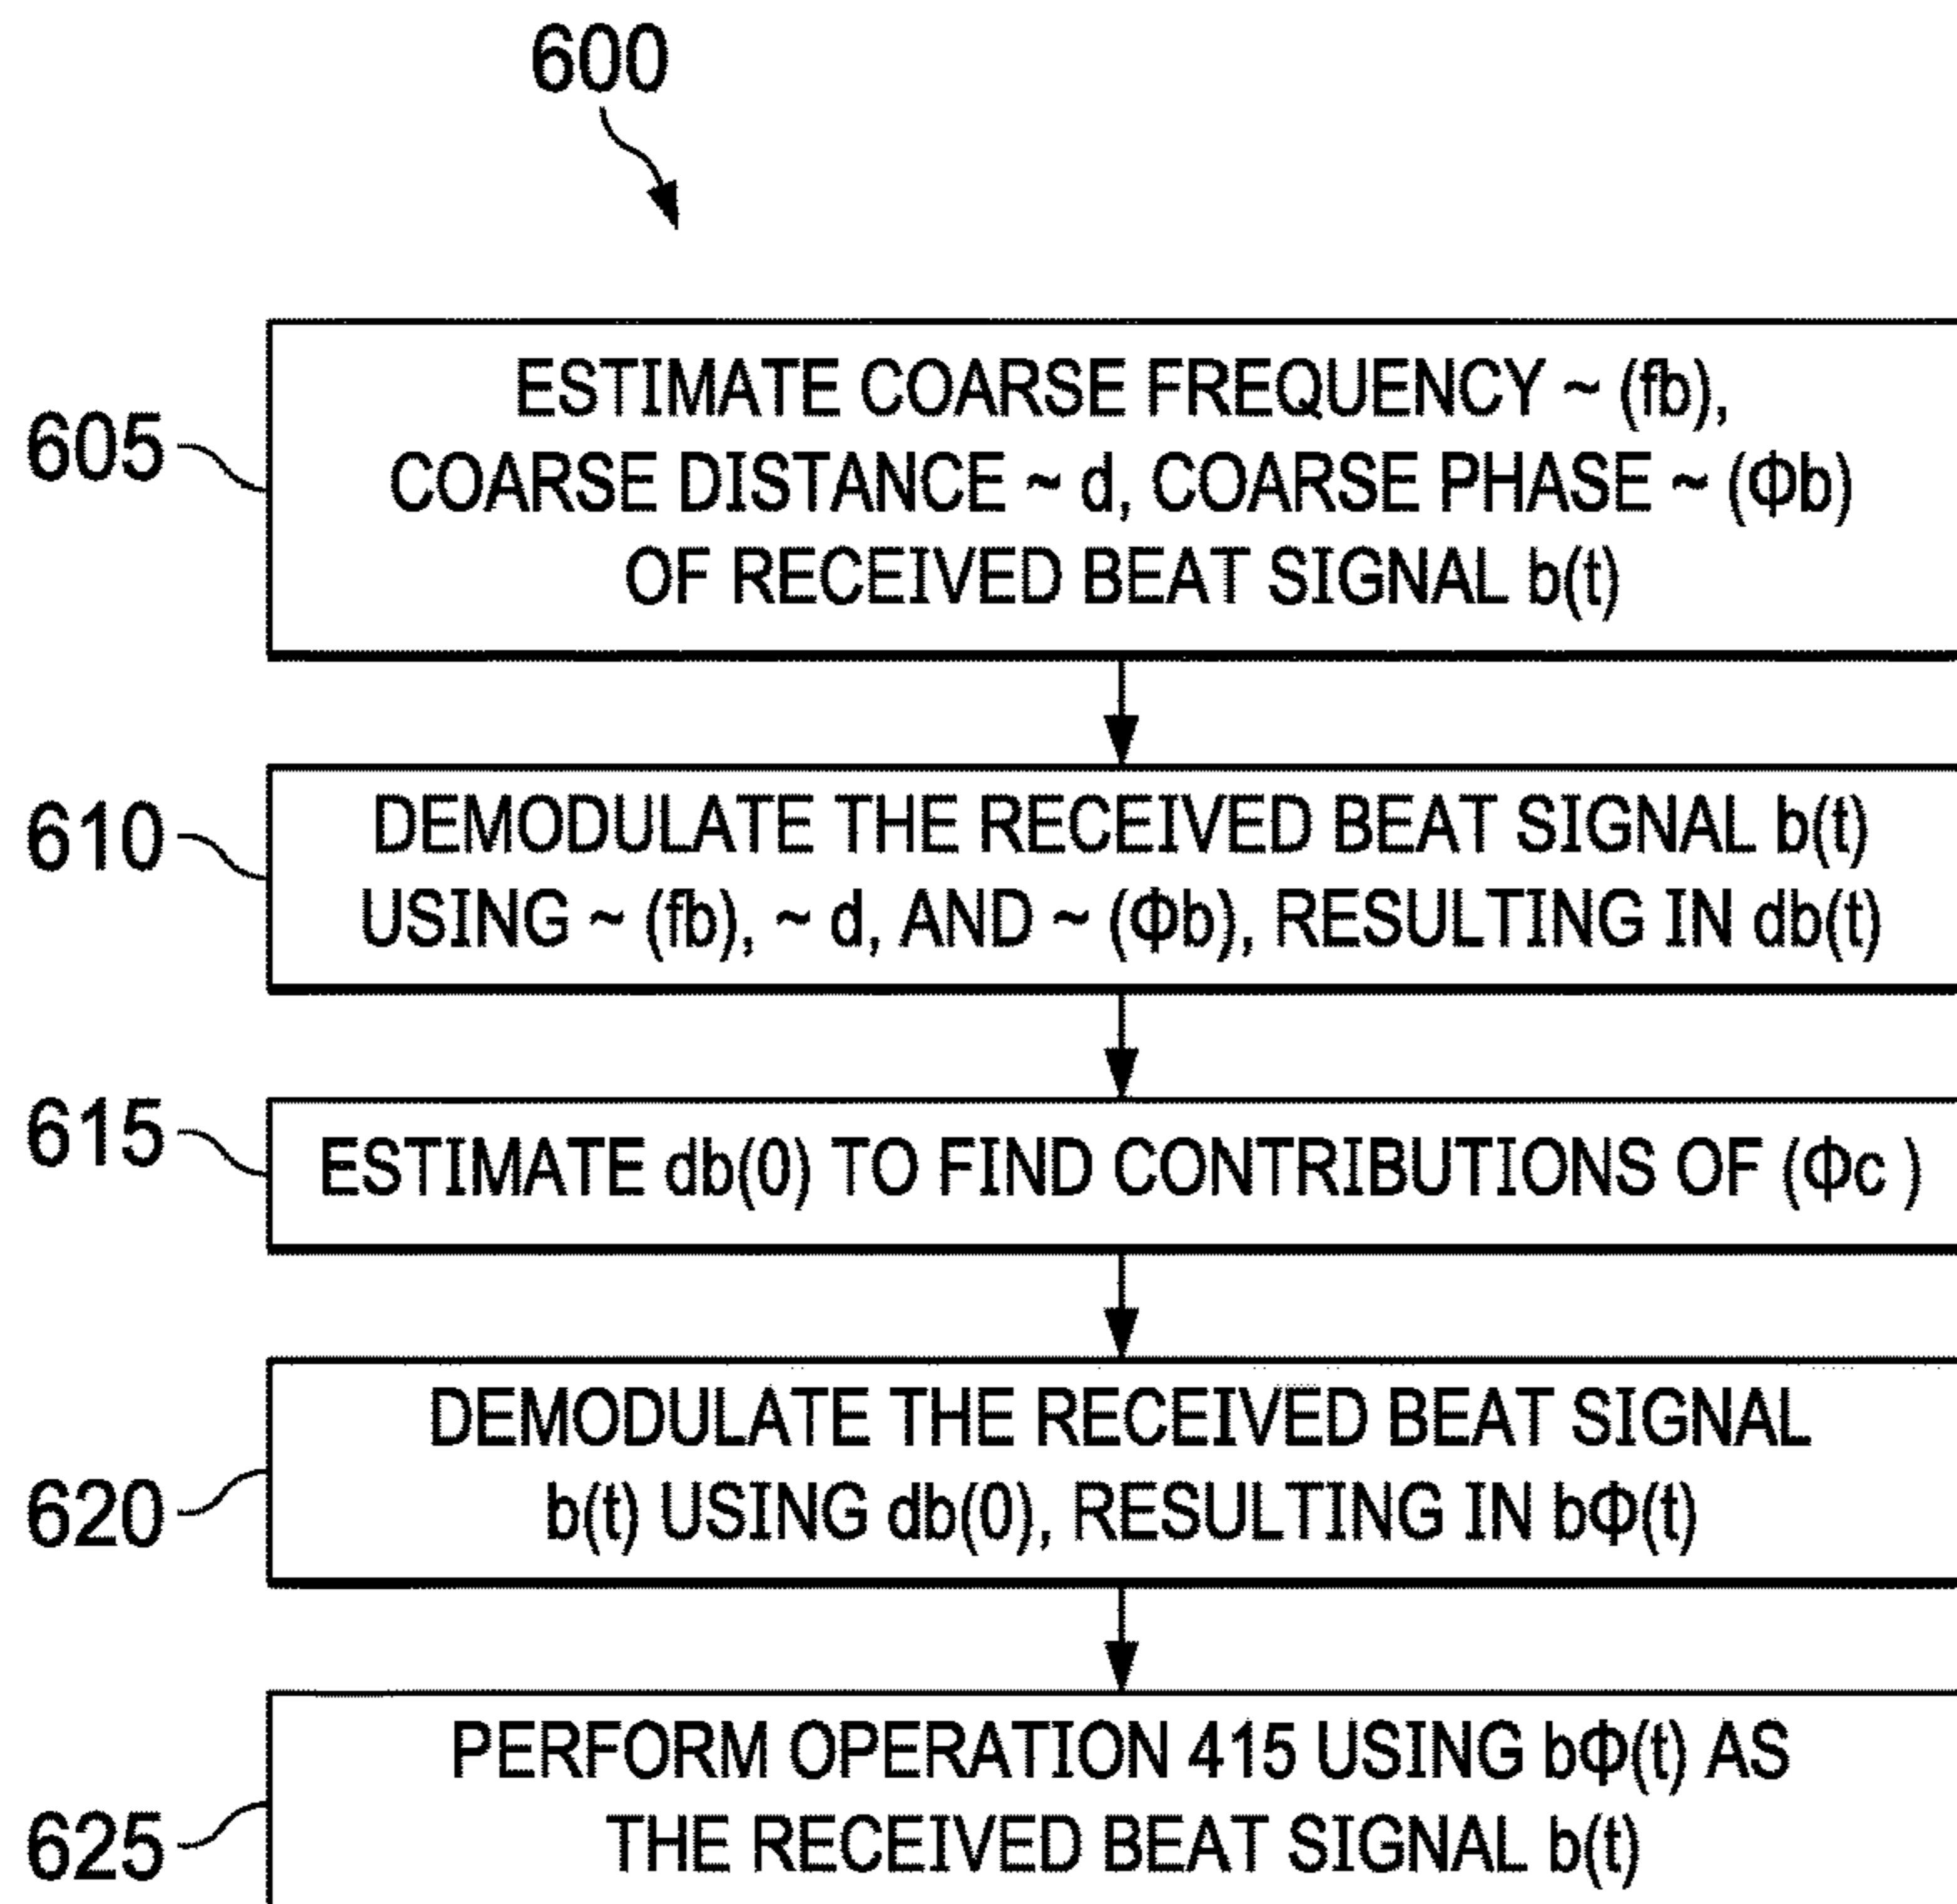 600
605
ESTIMATE COARSE FREQUENCY ~ (fb),
COARSE DISTANCE ~ d, COARSE PHASE ~ (Φb)
OF RECEIVED BEAT SIGNAL b(t)
610
DEMODULATE THE RECEIVED BEAT SIGNAL b(t)
USING ~ (fb), ~ d, AND ~ (Φb), RESULTING IN db(t)
615
ESTIMATE db(0) TO FIND CONTRIBUTIONS OF (Φc )
620
DEMODULATE THE RECEIVED BEAT SIGNAL
b(t) USING db(0), RESULTING IN bΦ(t)
625
PERFORM OPERATION 415 USING bΦ(t) AS
THE RECEIVED BEAT SIGNAL b(t)